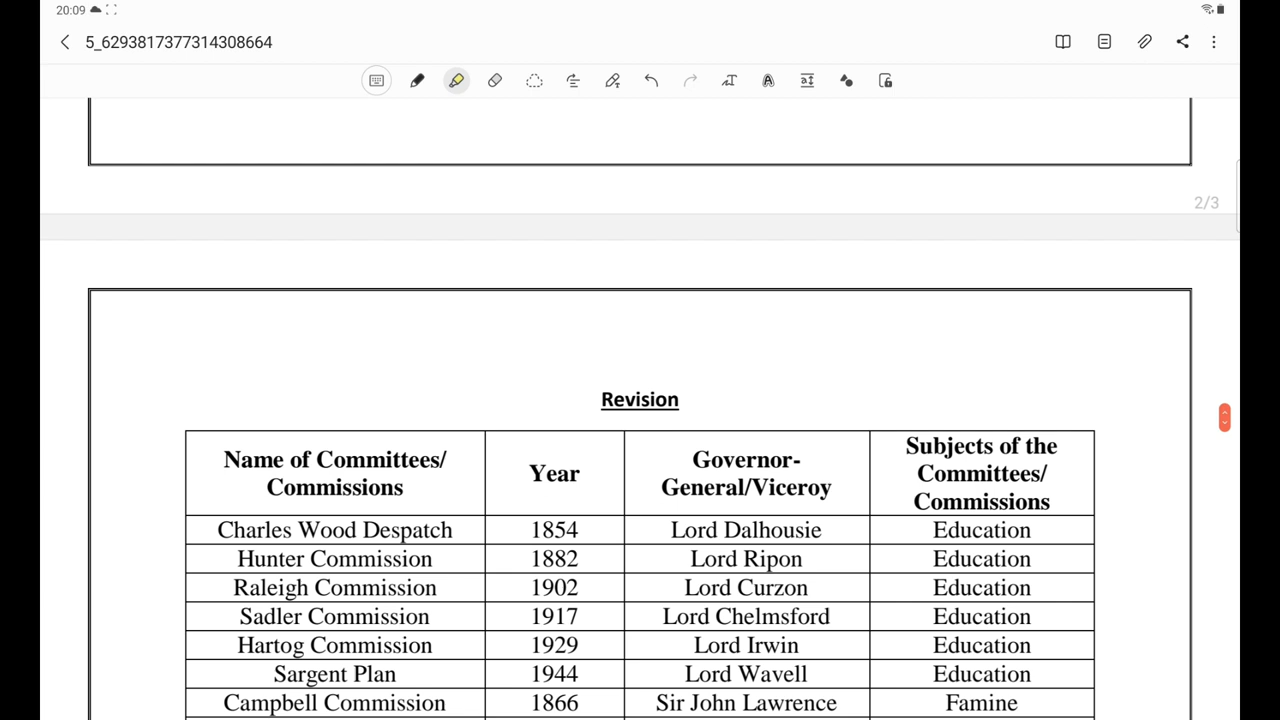 20:09
5_6293817377314308664
2/3
Revision
Name of Committees/ Commissions Year Governor-General/Viceroy Subjects of the Committees/ Commissions
Charles Wood Despatch 1854 Lord Dalhousie Education
Hunter Commission 1882 Lord Ripon Education
Raleigh Commission 1902 Lord Curzon Education
Sadler Commission 1917 Lord Chelmsford Education
Hartog Commission 1929 Lord Irwin Education
Sargent Plan 1944 Lord Wavell Education
Campbell Commission 1866 Sir John Lawrence Famine